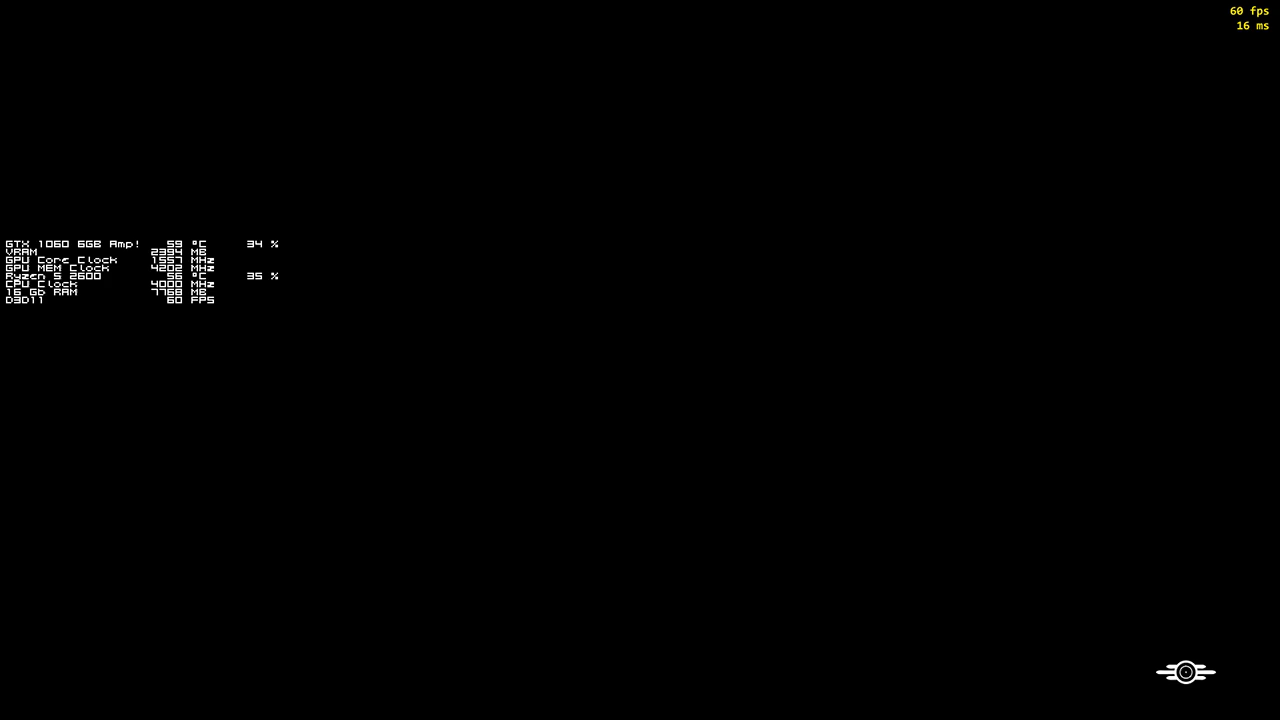 60 fps
16 ms
GTX 1060 6GB Amp! 59 °C 34 %
VRAM 2394 MB
GPU Core Clock 1557 MHz
GPU MEM Clock 4202 MHz
Ryzen 5 2600 56 °C 35 %
CPU Clock 4000 MHz
16 Gb RAM 7768 MB
D3D11 60 FPS